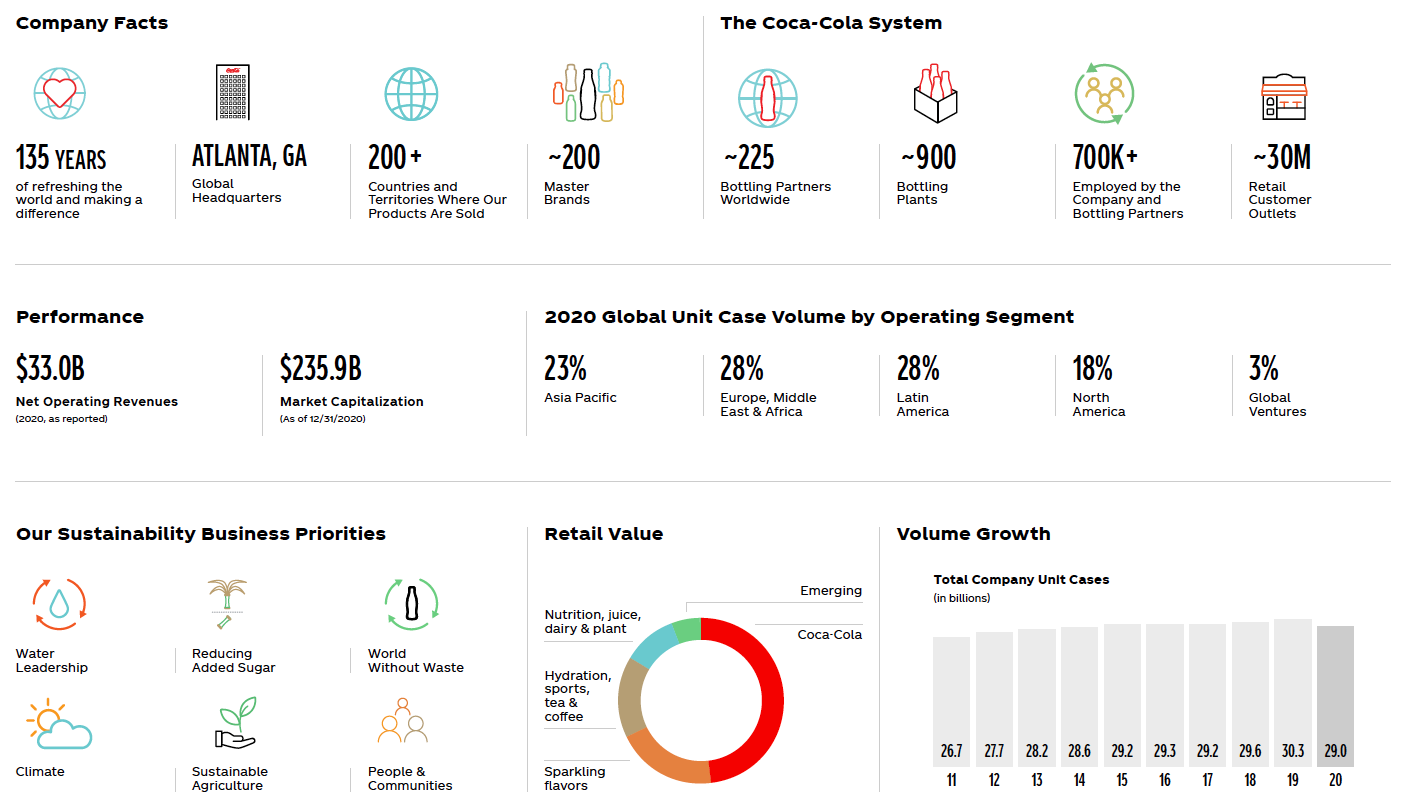 Company Facts
135 YEARS
of refreshing the
world and making a
difference
ATLANTA, GA
Global
Headquarters
200+
Countries and
Territories Where Our
Products Are Sold
~200
Master
Brands
The Coca-Cola System
~225
Bottling Partners
Worldwide
~900
Bottling
Plants
700K+
Employed by the
Company and
Bottling Partners
~30M
Retail
Customer
Outlets
Performance
$33.0B
Net Operating Revenues
(2020, as reported)
$235.9B
Market Capitalization
(As of 12/31/2020)
2020 Global Unit Case Volume by Operating Segment
23%
Asia Pacific
28%
Europe, Middle
East & Africa
28%
Latin
America
18%
North
America
3%
Global
Ventures
Our Sustainability Business Priorities
Water
Leadership
Reducing
Added Sugar
World
Without Waste
Climate
Sustainable
Agriculture
People &
Communities
Retail Value
Emerging
Coca-Cola
Nutrition, juice,
dairy & plant
Hydration,
sports,
tea &
coffee
Sparkling
flavors
Volume Growth
Total Company Unit Cases
(in billions)
26.7 27.7 28.2 28.6 29.2 29.3 29.2 29.6 30.3 29.0
11 12 13 14 15 16 17 18 19 20